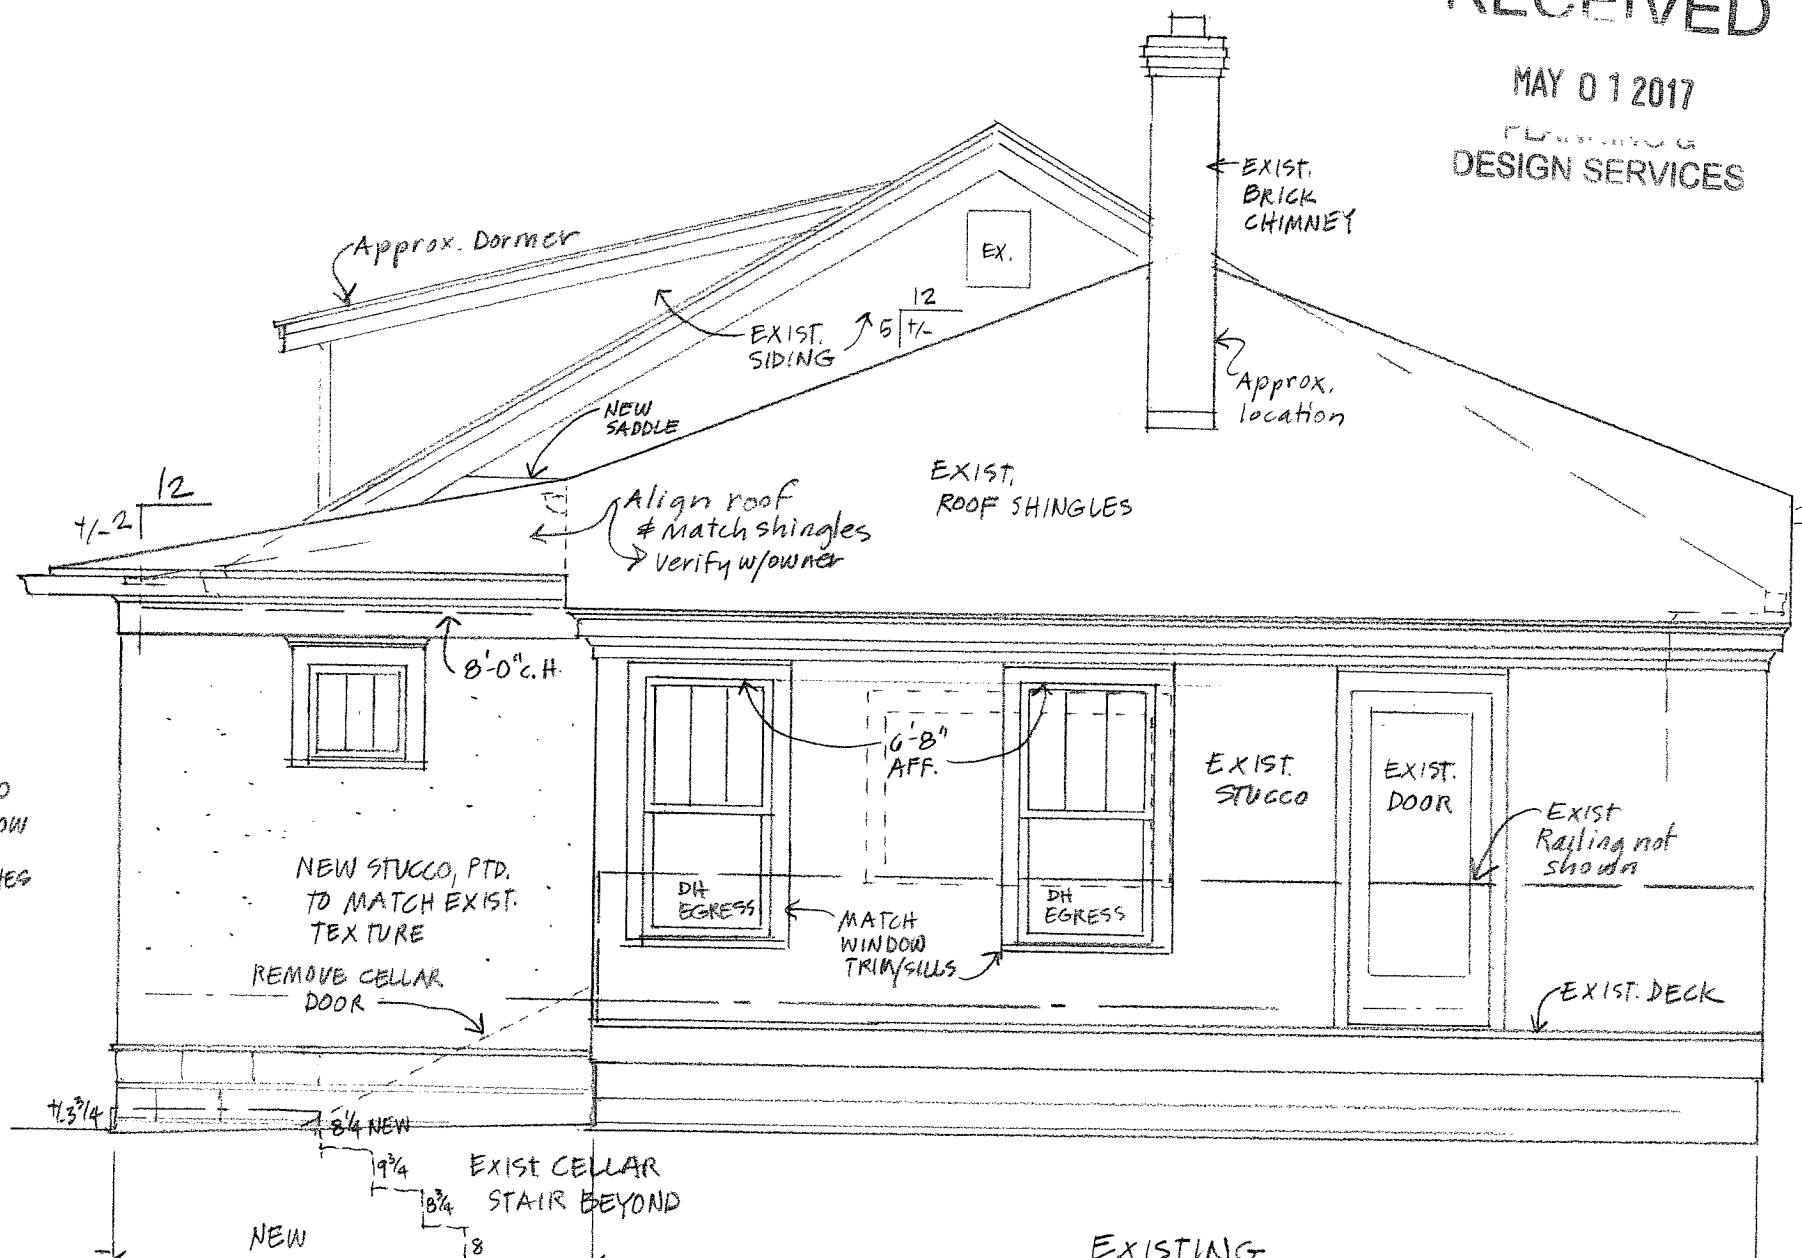 RECEIVED
MAY 01 2017
DESIGN SERVICES
EXIST.
BRICK
CHIMNEY
Approx. Dormer
EX.
12
5 +/-
EXIST.
SIDING
Approx.
location
NEW
SADDLE
12
+/- 2
Align roof
& match shingles
Verify w/owner
EXIST.
ROOF SHINGLES
8'-0" C.H.
6'-8"
AFF.
EXIST.
STUCCO
EXIST.
DOOR
EXIST
Railing not
shown
NEW STUCCO, PTD.
TO MATCH EXIST.
TEXTURE
DH
EGRESS
DH
EGRESS
MATCH
WINDOW
TRIM/SILLS
REMOVE CELLAR
DOOR
EXIST. DECK
+/-3 3/4
8 1/4 NEW
9 3/4
8 3/4
8
EXIST. CELLAR
STAIR BEYOND
NEW
EXISTING